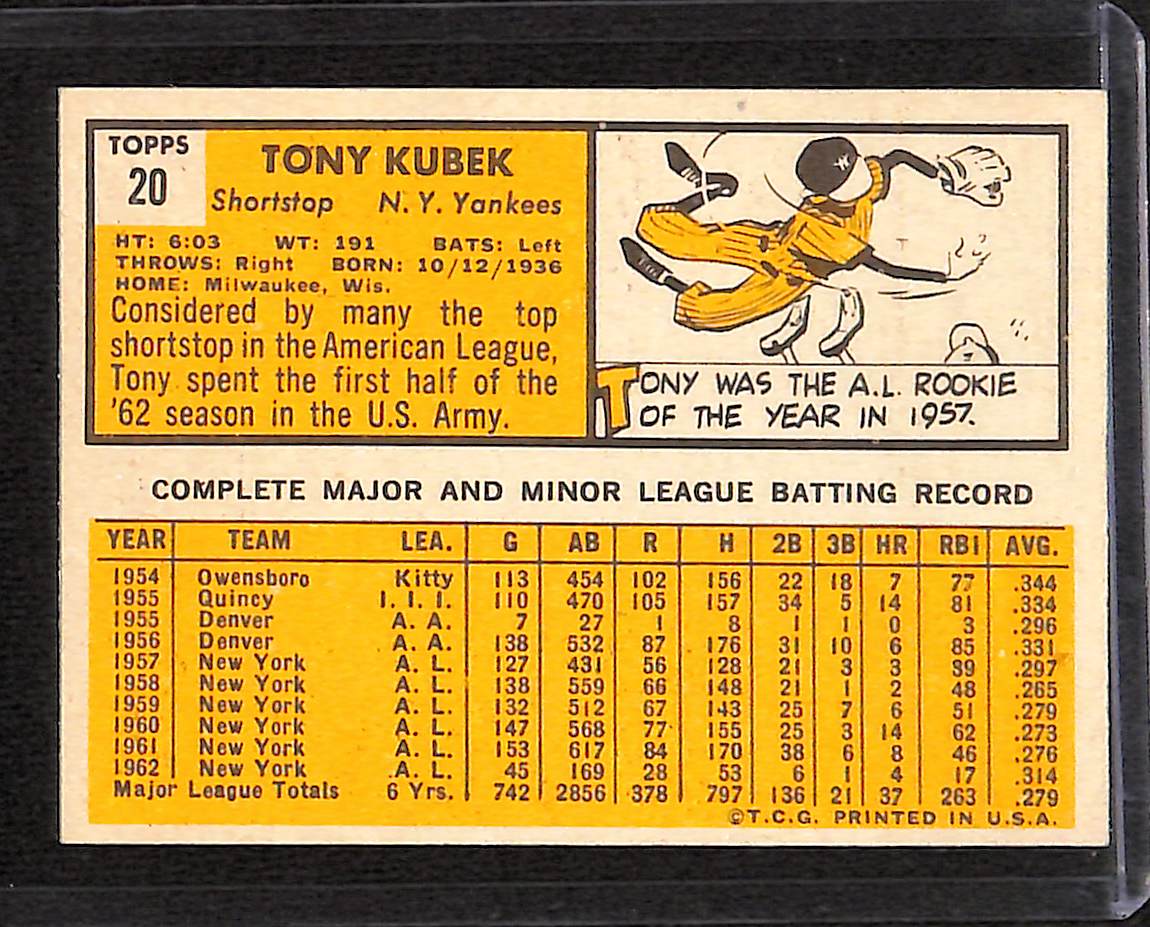 TOPPS
20
TONY KUBEK
Shortstop N. Y. Yankees
HT: 6:03 WT: 191 BATS: Left
THROWS: Right BORN: 10/12/1936
HOME: Milwaukee, Wis.
Considered by many the top
shortstop in the American League,
Tony spent the first half of the
'62 season in the U.S. Army.
TONY WAS THE A.L. ROOKIE
OF THE YEAR IN 1957.
COMPLETE MAJOR AND MINOR LEAGUE BATTING RECORD
YEAR TEAM LEA. G AB R H 2B 3B HR RBI AVG.
1954 Owensboro Kitty 113 454 102 156 22 18 7 77 .344
1955 Quincy I. I. I. 110 470 105 157 34 5 14 81 .334
1955 Denver A. A. 7 27 1 8 1 1 0 3 .296
1956 Denver A. A. 138 532 87 176 31 10 6 85 .331
1957 New York A. L. 127 431 56 128 21 3 3 39 .297
1958 New York A. L. 138 559 66 148 21 1 2 48 .265
1959 New York A. L. 132 512 67 143 25 7 6 51 .279
1960 New York A. L. 147 568 77 155 25 3 14 62 .273
1961 New York A. L. 153 617 84 170 38 6 8 46 .276
1962 New York A. L. 45 169 28 53 6 1 4 17 .314
Major League Totals 6 Yrs. 742 2856 378 797 136 21 37 263 .279
©T.C.G. PRINTED IN U.S.A.